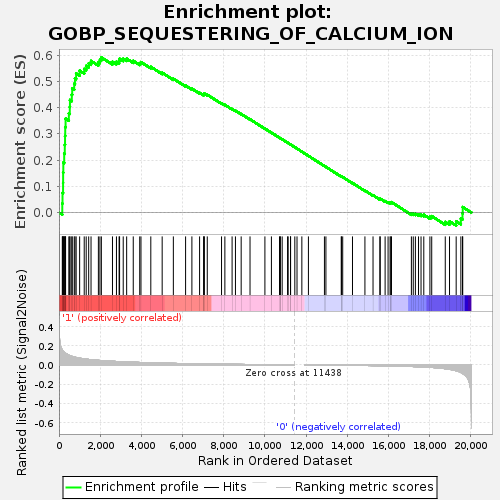 Enrichment plot:
GOBP_SEQUESTERING_OF_CALCIUM_ION
Enrichment score (ES)
0.6
0.5
0.4
0.3
0.2
0.1
0.0
'1' (positively correlated)
Ranked list metric (Signal2Noise)
0.4
0.2
0.0
-0.2
-0.4
-0.6
Zero cross at 11438
'0' (negatively correlated)
0
2,000
4,000
6,000
8,000
10,000
12,000
14,000
16,000
18,000
20,000
Rank in Ordered Dataset
Enrichment profile
Hits
Ranking metric scores